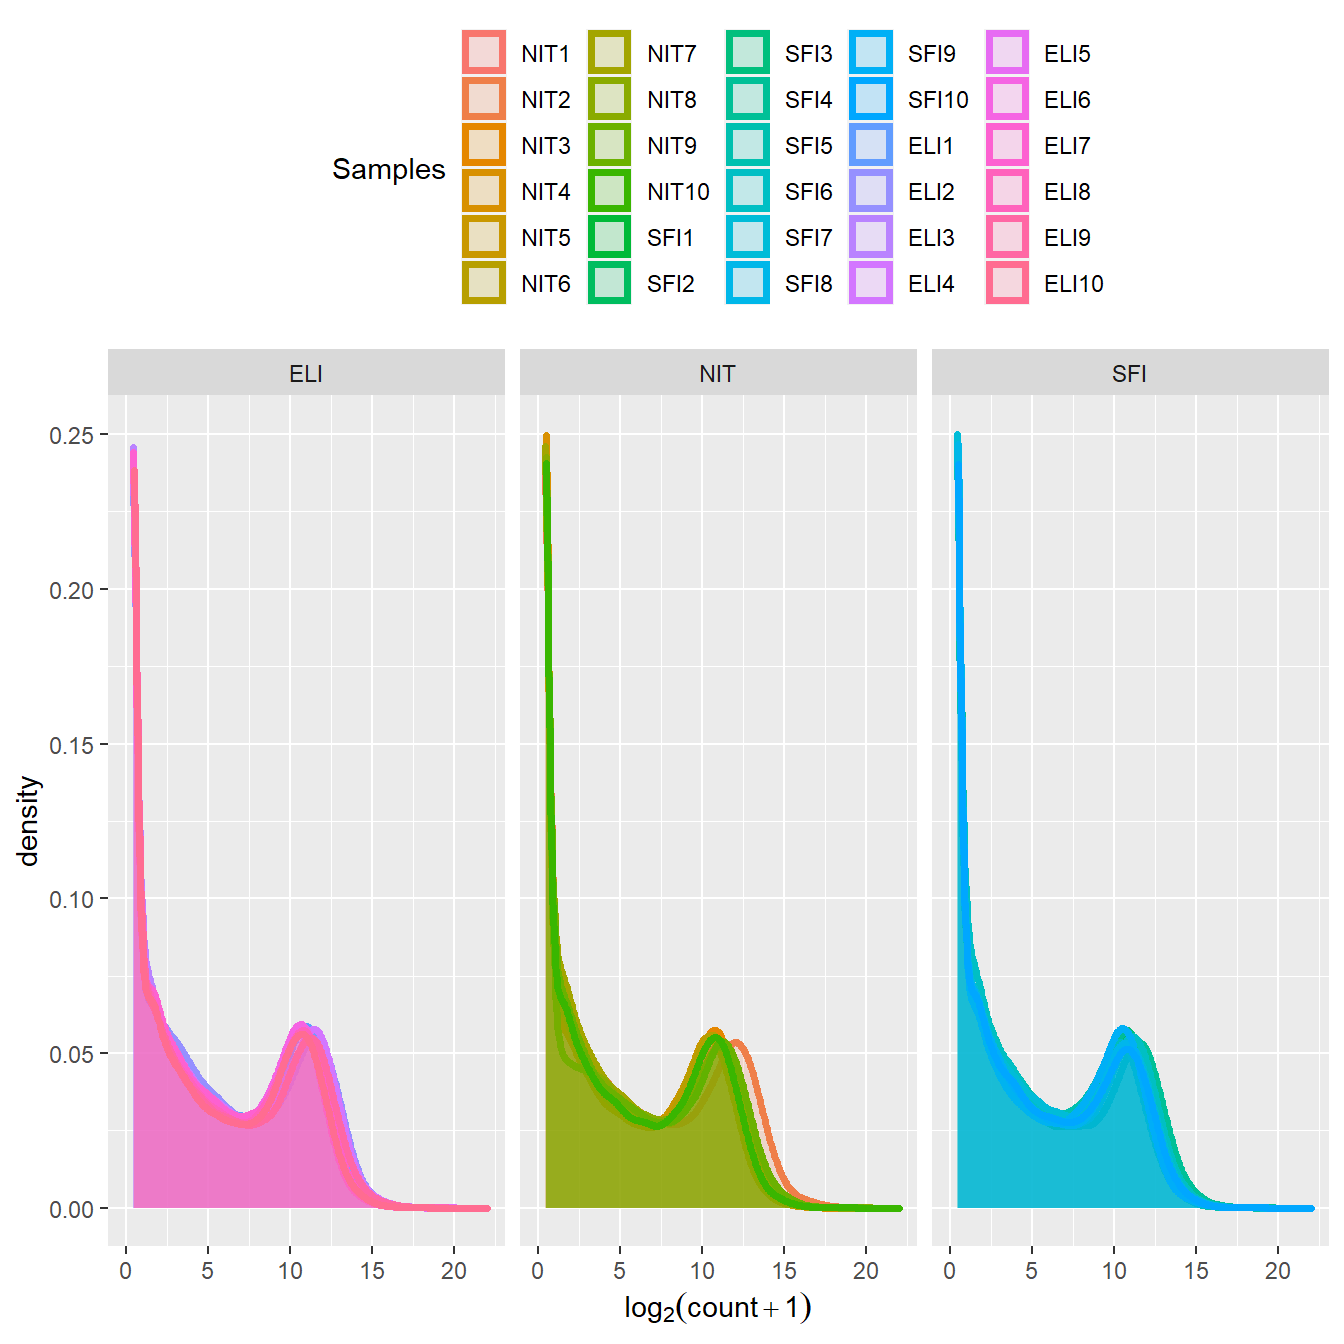 Samples
NIT1 NIT7 SFI3 SFI9 ELI5
NIT2 NIT8 SFI4 SFI10 ELI6
NIT3 NIT9 SFI5 ELI1 ELI7
NIT4 NIT10 SFI6 ELI2 ELI8
NIT5 SFI1 SFI7 ELI3 ELI9
NIT6 SFI2 SFI8 ELI4 ELI10
ELI NIT SFI
0.25
0.20
0.15
0.10
0.05
0.00
density
0 5 10 15 20 0 5 10 15 20 0 5 10 15 20
log₂(count + 1)